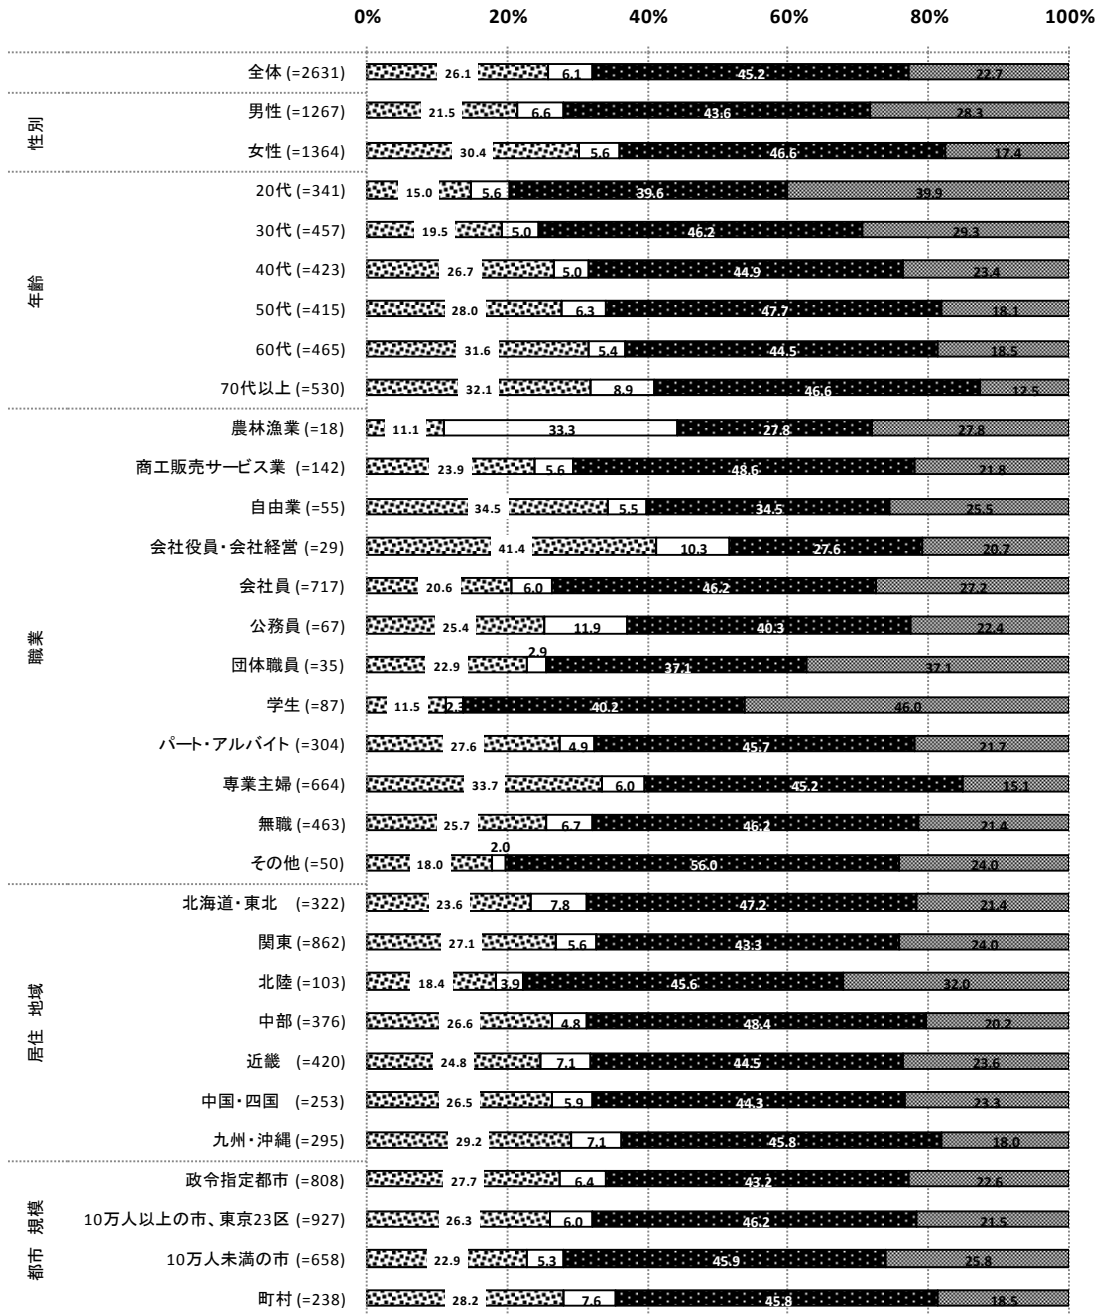 0% 20% 40% 60% 80% 100%
全体 (=2631) 26.1 6.1 45.2 22.7
性別
男性 (=1267) 21.5 6.6 43.6 28.3
女性 (=1364) 30.4 5.6 46.6 17.4
年齢
20代 (=341) 15.0 5.6 39.6 39.9
30代 (=457) 19.5 5.0 46.2 29.3
40代 (=423) 26.7 5.0 44.9 23.4
50代 (=415) 28.0 6.3 47.7 18.1
60代 (=465) 31.6 5.4 44.5 18.5
70代以上 (=530) 32.1 8.9 46.6 12.5
職業
農林漁業 (=18) 11.1 33.3 27.8 27.8
商工販売サービス業 (=142) 23.9 5.6 48.6 21.8
自由業 (=55) 34.5 5.5 34.5 25.5
会社役員・会社経営 (=29) 41.4 10.3 27.6 20.7
会社員 (=717) 20.6 6.0 46.2 27.2
公務員 (=67) 25.4 11.9 40.3 22.4
団体職員 (=35) 22.9 2.9 37.1 37.1
学生 (=87) 11.5 2.3 40.2 46.0
パート・アルバイト (=304) 27.6 4.9 45.7 21.7
専業主婦 (=664) 33.7 6.0 45.2 15.1
無職 (=463) 25.7 6.7 46.2 21.4
その他 (=50) 18.0 2.0 56.0 24.0
居住 地域
北海道・東北 (=322) 23.6 7.8 47.2 21.4
関東 (=862) 27.1 5.6 43.3 24.0
北陸 (=103) 18.4 3.9 45.6 32.0
中部 (=376) 26.6 4.8 48.4 20.2
近畿 (=420) 24.8 7.1 44.5 23.6
中国・四国 (=253) 26.5 5.9 44.3 23.3
九州・沖縄 (=295) 29.2 7.1 45.8 18.0
都市 規模
政令指定都市 (=808) 27.7 6.4 43.2 22.6
10万人以上の市、東京23区 (=927) 26.3 6.0 46.2 21.5
10万人未満の市 (=658) 22.9 5.3 45.9 25.8
町村 (=238) 28.2 7.6 45.8 18.5